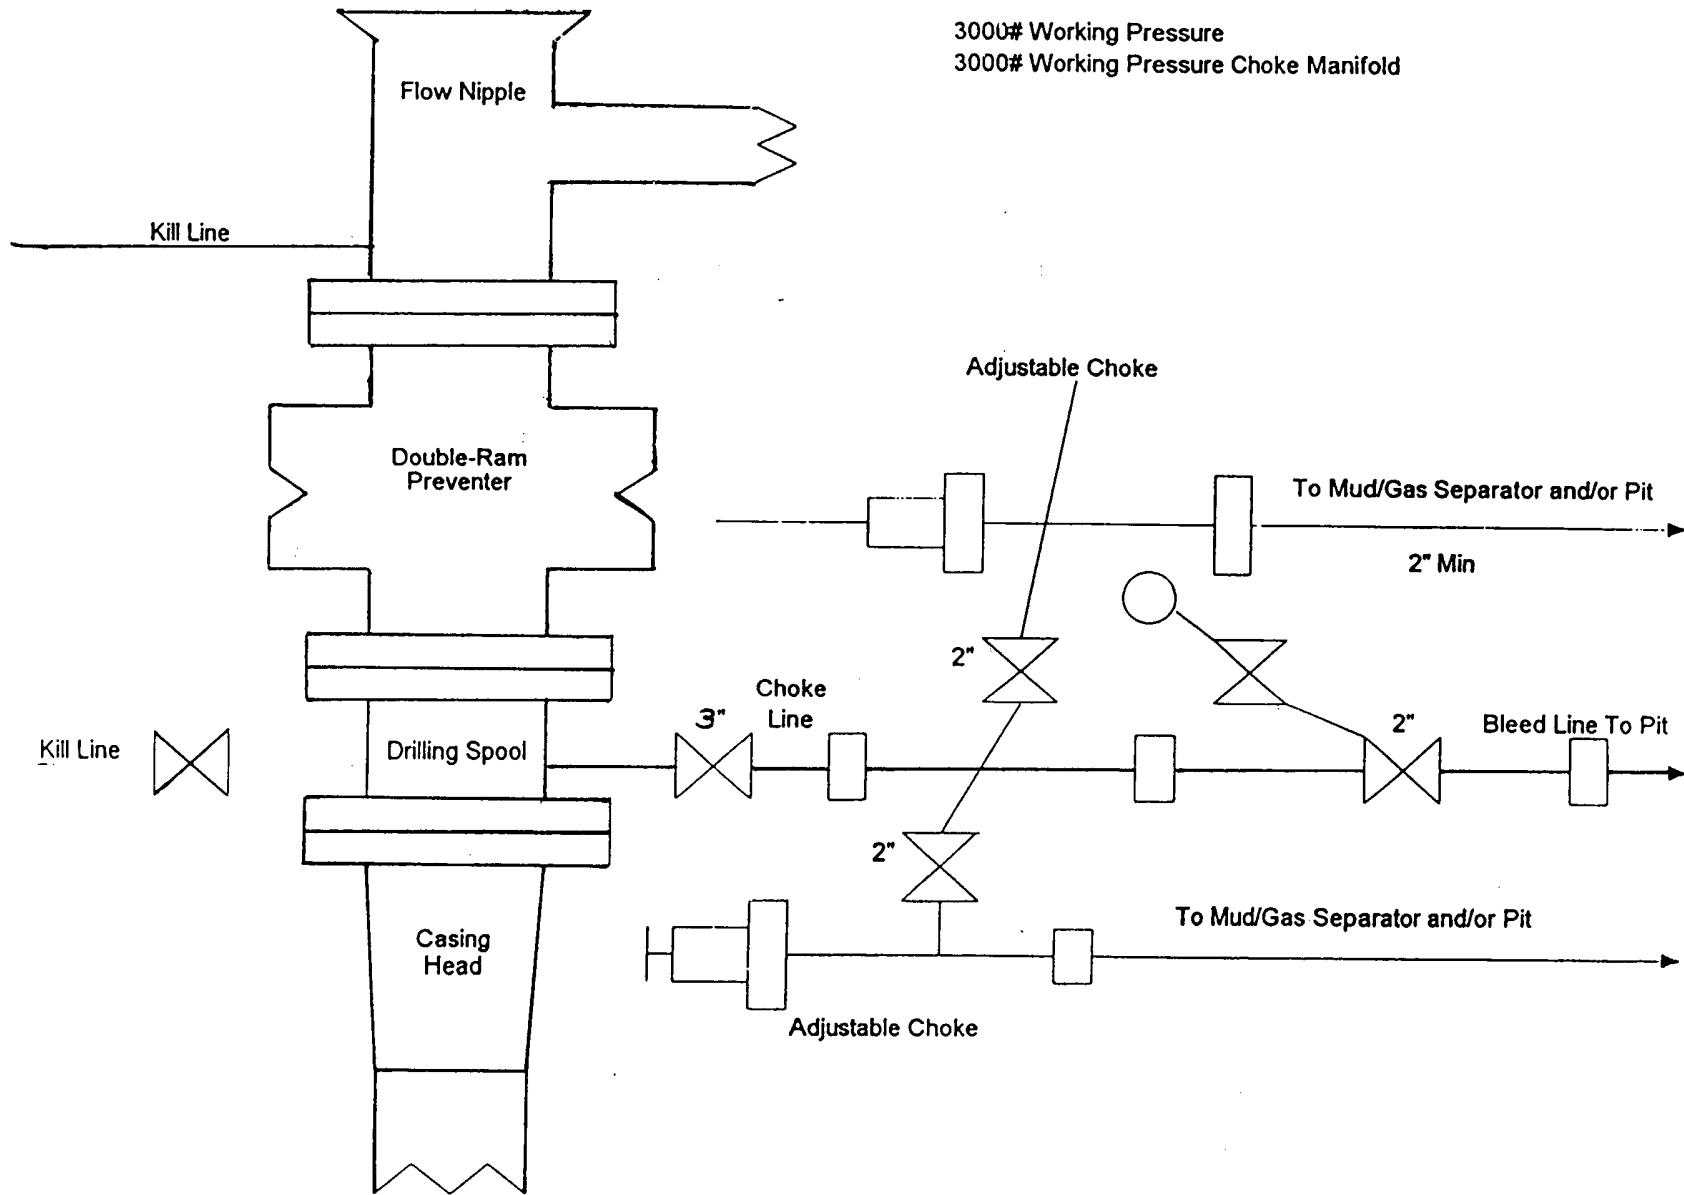 3000# Working Pressure
3000# Working Pressure Choke Manifold
Flow Nipple
Kill Line
Adjustable Choke
Double-Ram
Preventer
To Mud/Gas Separator and/or Pit
2" Min
2"
Choke
Line
3"
2"
Bleed Line To Pit
Kill Line
Drilling Spool
2"
To Mud/Gas Separator and/or Pit
Casing
Head
Adjustable Choke